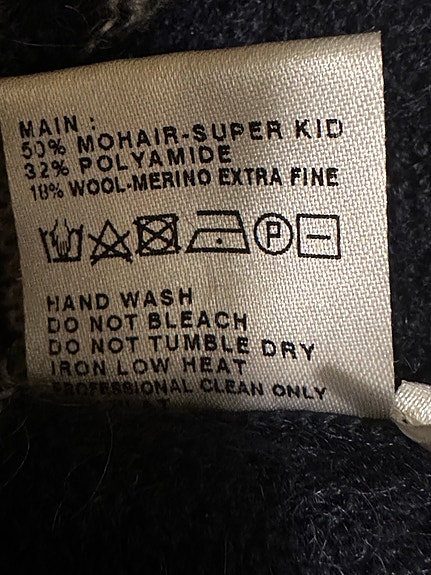 MAIN :
50% MOHAIR-SUPER KID
32% POLYAMIDE
18% WOOL-MERINO EXTRA FINE
P
HAND WASH
DO NOT BLEACH
DO NOT TUMBLE DRY
IRON LOW HEAT
PROFESSIONAL CLEAN ONLY